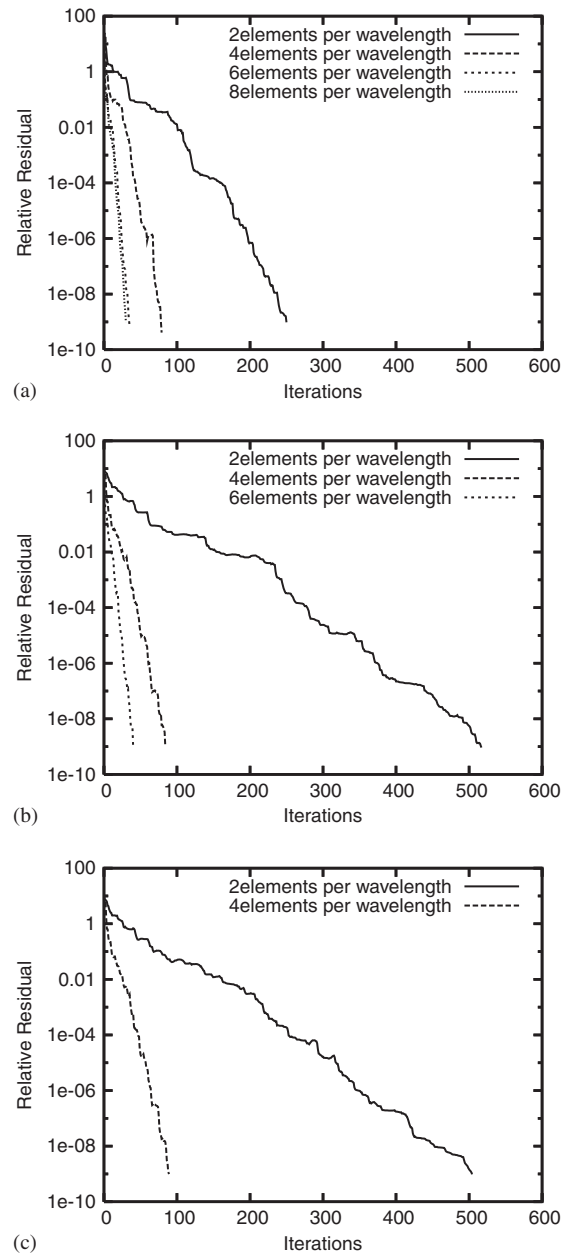 100
1
0.01
1e-04
1e-06
1e-08
1e-10
Relative Residual
2elements per wavelength
4elements per wavelength
6elements per wavelength
8elements per wavelength
0 100 200 300 400 500 600
Iterations
(a)
100
1
0.01
1e-04
1e-06
1e-08
1e-10
Relative Residual
2elements per wavelength
4elements per wavelength
6elements per wavelength
0 100 200 300 400 500 600
Iterations
(b)
100
1
0.01
1e-04
1e-06
1e-08
1e-10
Relative Residual
2elements per wavelength
4elements per wavelength
0 100 200 300 400 500 600
Iterations
(c)